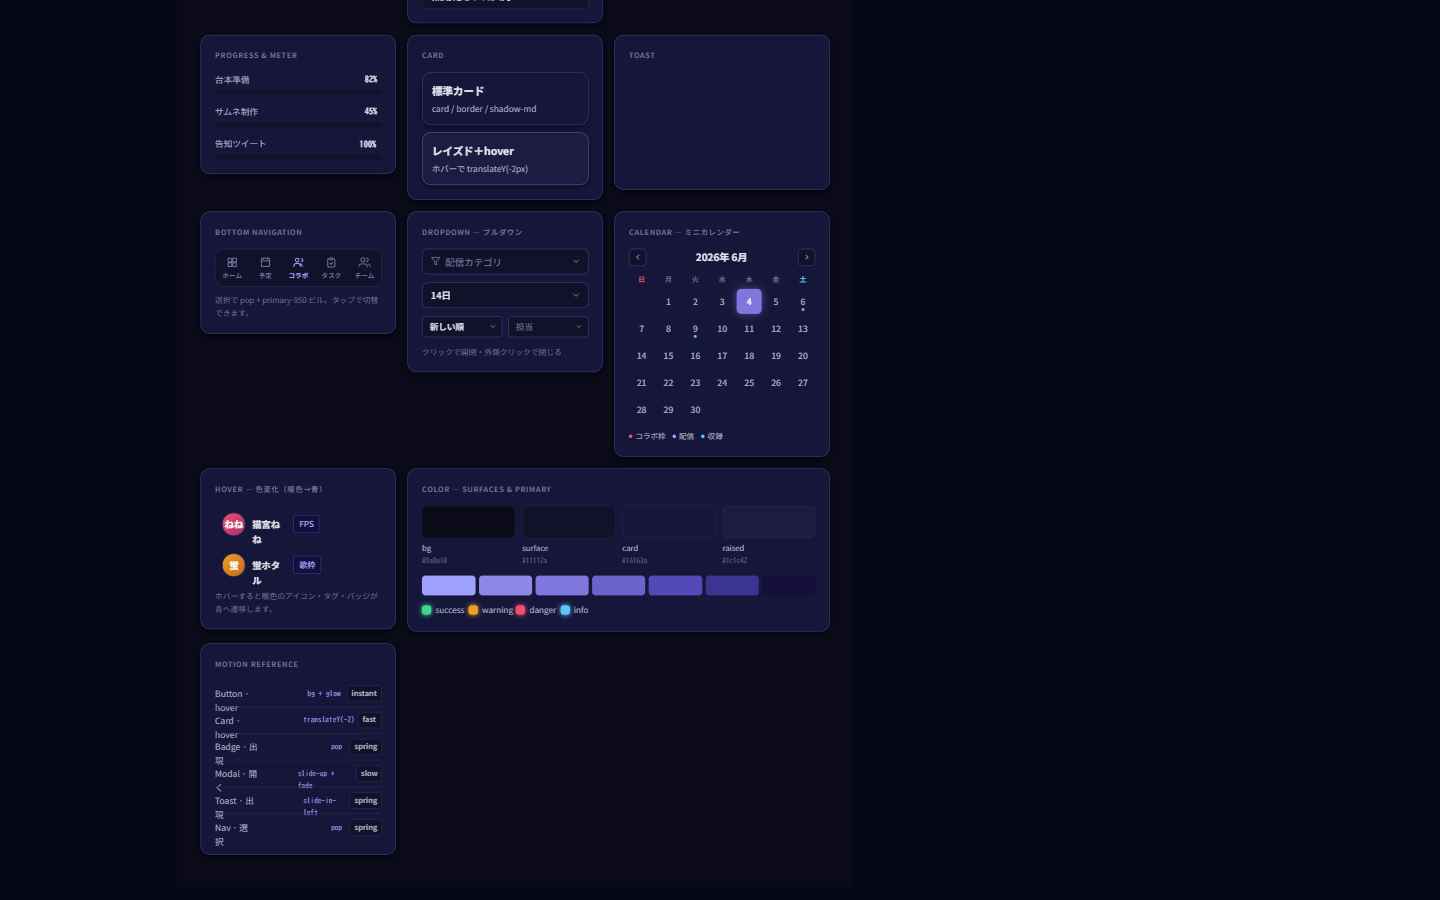 PROGRESS & METER
台本準備 82%
サムネ制作 45%
告知ツイート 100%
CARD
標準カード
card / border / shadow-md
レイズド+hover
ホバーで translateY(-2px)
TOAST
BOTTOM NAVIGATION
ホーム 予定 コラボ タスク チーム
選択で pop + primary-950 ピル。タップで切替
できます。
DROPDOWN — プルダウン
配信カテゴリ
14日
新しい順 担当
クリックで開閉・外側クリックで閉じる
CALENDAR — ミニカレンダー
2026年 6月
日 月 火 水 木 金 土
1 2 3 4 5 6
7 8 9 10 11 12 13
14 15 16 17 18 19 20
21 22 23 24 25 26 27
28 29 30
コラボ枠 配信 収録
HOVER — 色変化（暖色→青）
ねね 猫宮ね
ね
FPS
蛍 蛍ホタ
ル
歌枠
ホバーすると暖色のアイコン・タグ・バッジが
青へ遷移します。
COLOR — SURFACES & PRIMARY
bg surface card raised
#0a0a14 #11112a #16163a #1c1c42
success warning danger info
MOTION REFERENCE
Button ·
hover
bg + glow instant
Card ·
hover
translateY(-2) fast
Badge · 出
現
pop spring
Modal · 開
く
slide-up +
fade
slow
Toast · 出
現
slide-in-
left
spring
Nav · 選
択
pop spring